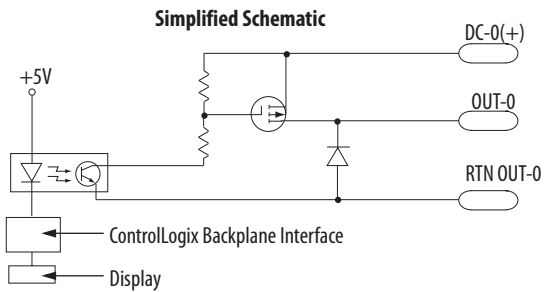 Simplified Schematic
DC-0(+)
+5V
OUT-0
RTN OUT-0
ControlLogix Backplane Interface
Display